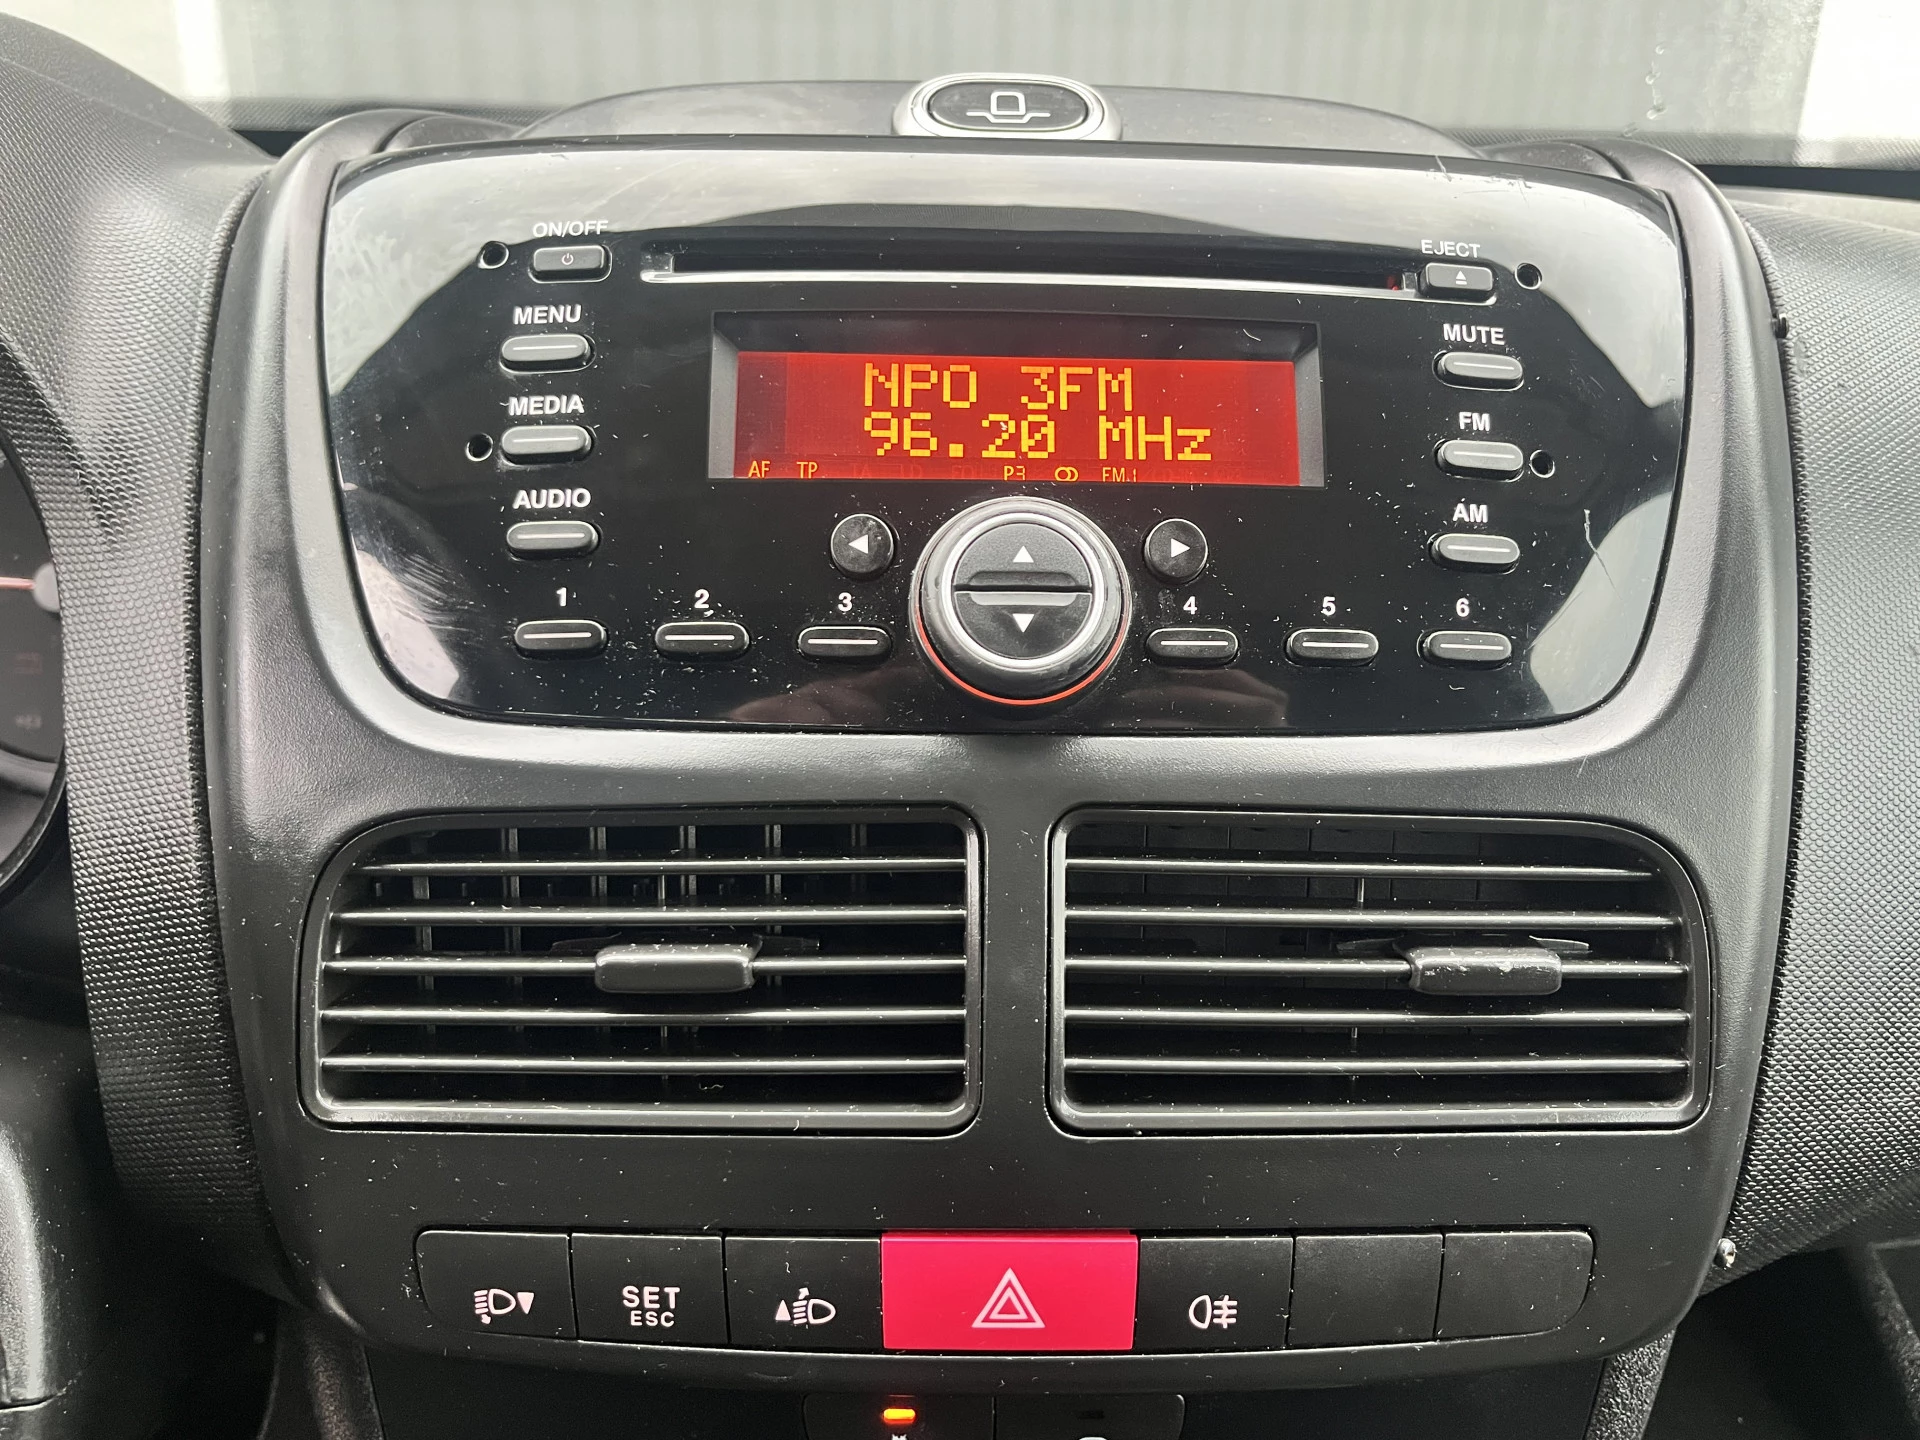 ON/OFF
EJECT
MENU
MUTE
NPO 3FM
MEDIA
96.20 MHz
FM
AF TP P3 FM1
AUDIO
AM
1 2 3 4 5 6
SET
ESC